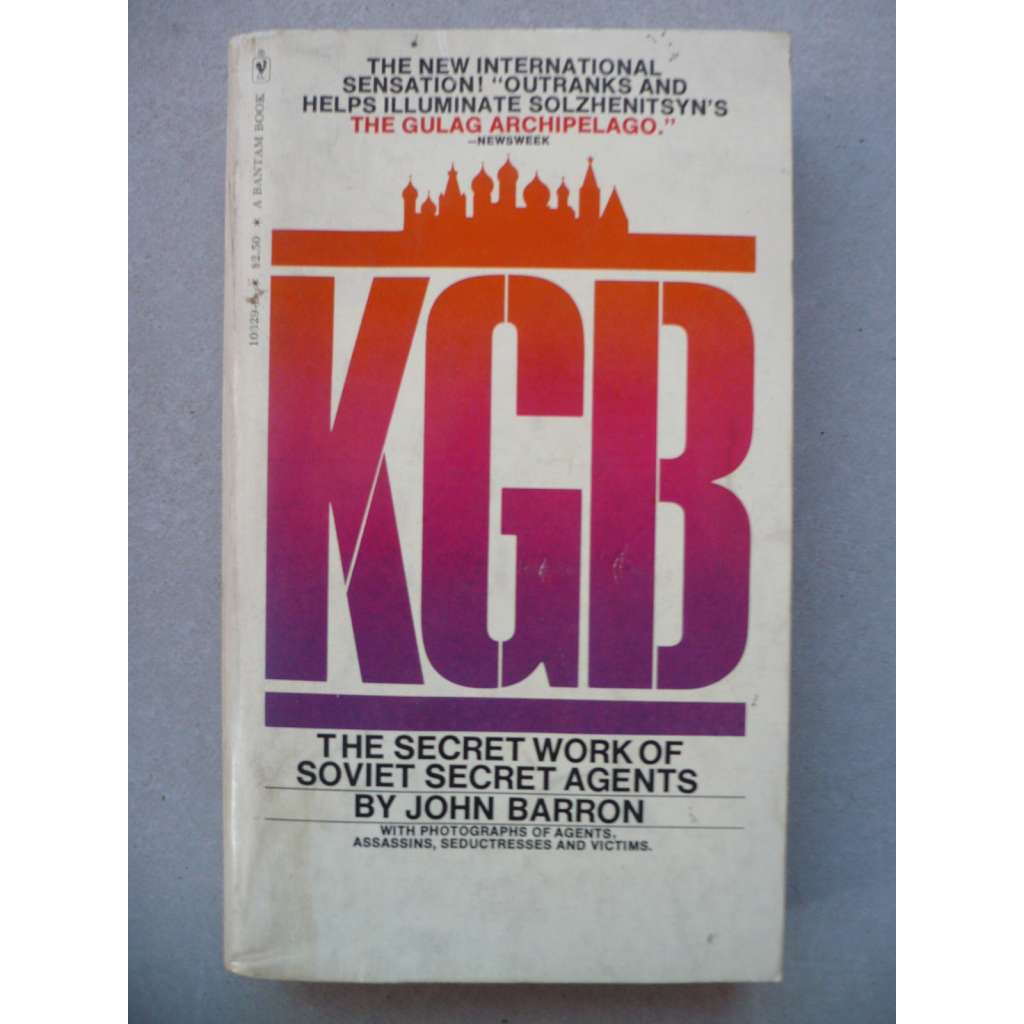 THE NEW INTERNATIONAL
SENSATION! "OUTRANKS AND
HELPS ILLUMINATE SOLZHENITSYN'S
THE GULAG ARCHIPELAGO."
—NEWSWEEK
KGB
THE SECRET WORK OF
SOVIET SECRET AGENTS
BY JOHN BARRON
WITH PHOTOGRAPHS OF AGENTS,
ASSASSINS, SEDUCTRESSES AND VICTIMS.
* $2.50 * A BANTAM BOOK